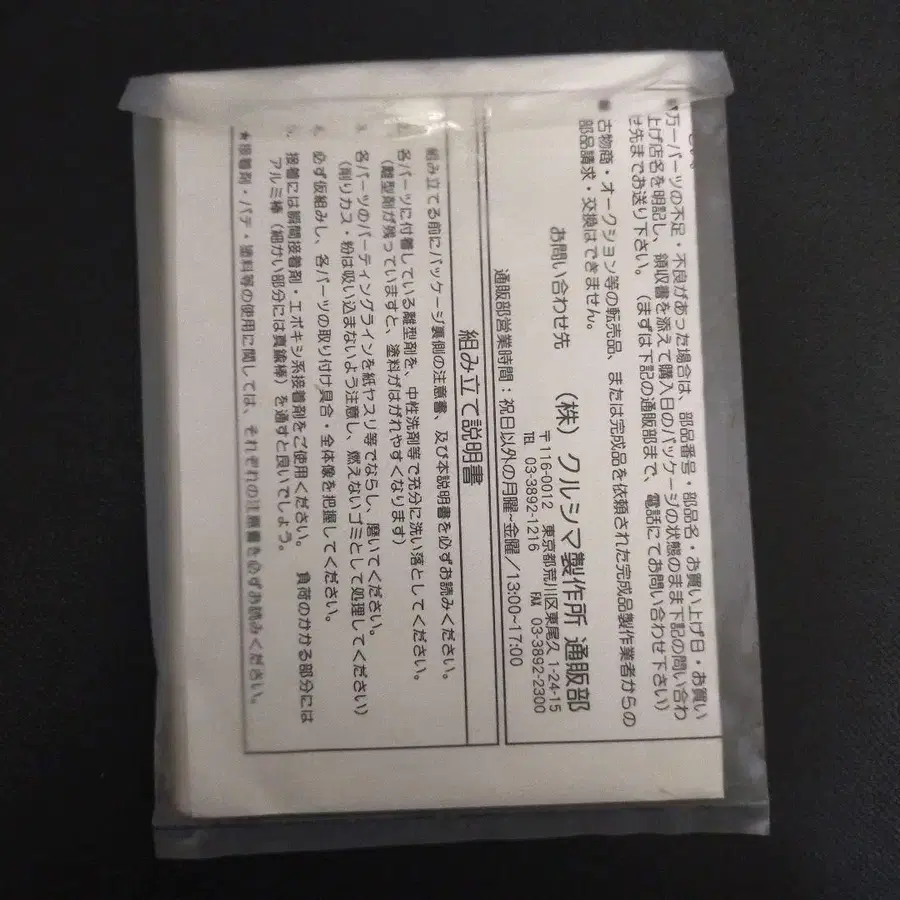 万一パーツの不足・不良があった場合は、部品番号・部品名・お買い上げ日・お買い
上げ店名を明記し、領収書を添えて購入日のパッケージの状態のまま下記の問い合わ
せ先までお送り下さい。(まずは下記の通販部まで、電話にてお問い合わせ下さい)
■ 古物商・オークション等の転売品、または完成品を依頼された完成品製作業者からの
部品請求・交換はできません。
お問い合わせ先 (株)クルシマ製作所 通販部
〒116-0012 東京都荒川区東尾久 1-24-15
TEL 03-3892-1216 FAX 03-3892-2300
通販部営業時間:祝日以外の月曜~金曜/13:00~17:00
組み立て説明書
組み立てる前にパッケージ裏側の注意書、及び本説明書を必ずお読みください。
2. 各パーツに付着している離型剤を、中性洗剤等で充分に洗い落としてください。
(離型剤が残っていますと、塗料がはがれやすくなります)
3. 各パーツのパーティングラインを紙ヤスリ等でならし、磨いてください。
(削りカス・粉は吸い込まないよう注意し、燃えないゴミとして処理してください)
4. 必ず仮組みし、各パーツの取り付け具合・全体像を把握してください。
5. 接着には瞬間接着剤・エポキシ系接着剤をご使用ください。 負荷のかかる部分には
アルミ棒(細かい部分には真鍮棒)を通すと良いでしょう。
★接着剤・パテ・塗料等の使用に関しては、それぞれの注意書を必ずお読みください。